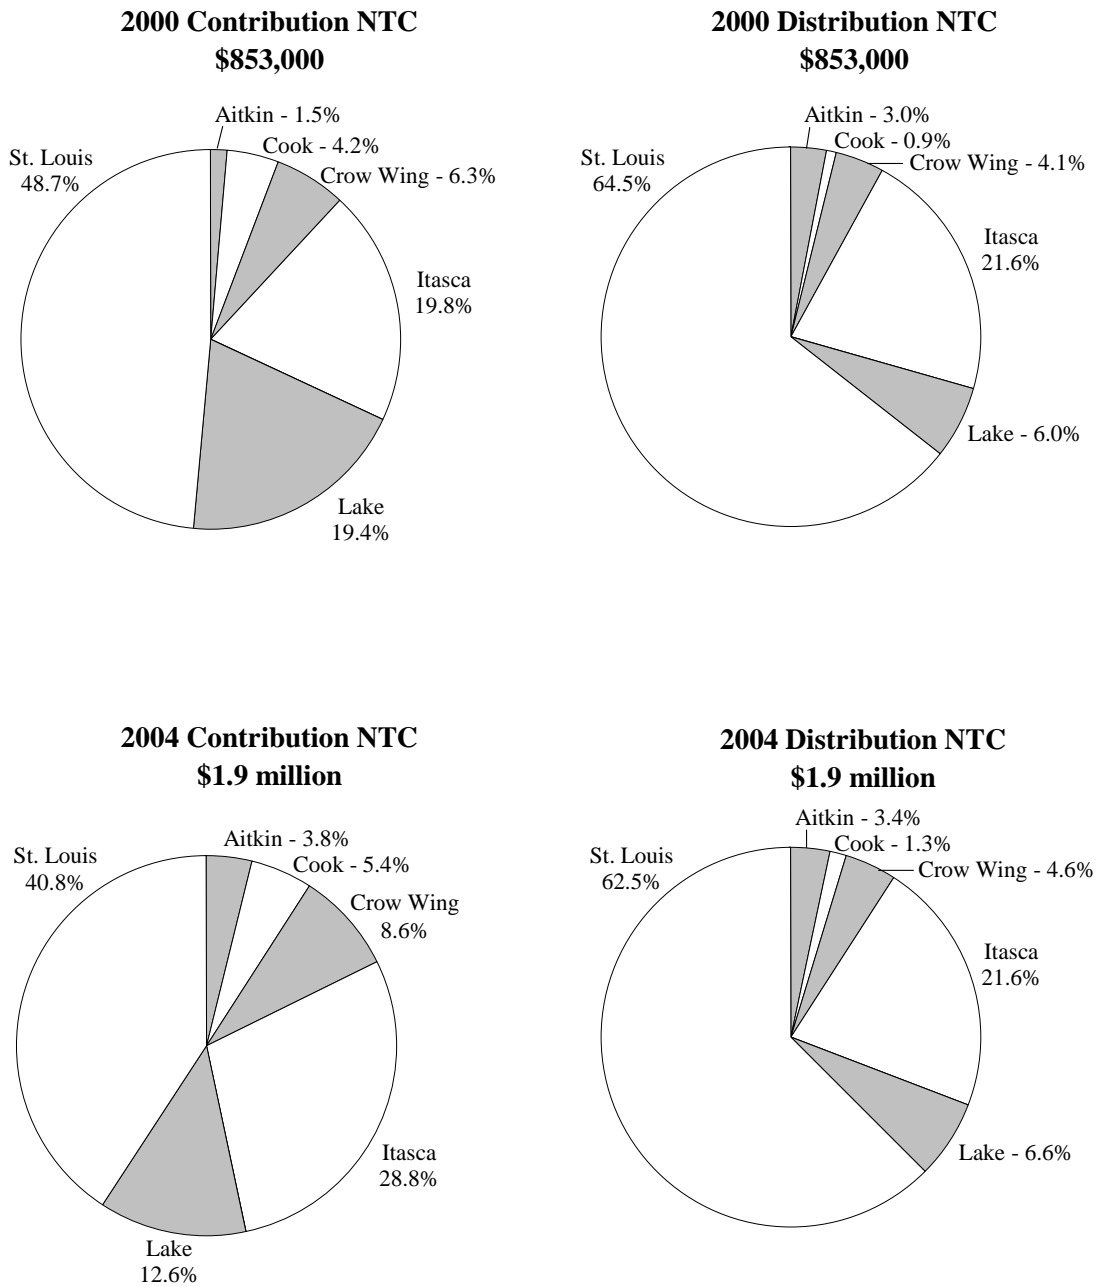 2000 Contribution NTC
$853,000
Aitkin - 1.5%
Cook - 4.2%
Crow Wing - 6.3%
St. Louis
48.7%
Itasca
19.8%
Lake
19.4%
2000 Distribution NTC
$853,000
Aitkin - 3.0%
Cook - 0.9%
Crow Wing - 4.1%
St. Louis
64.5%
Itasca
21.6%
Lake - 6.0%
2004 Contribution NTC
$1.9 million
Aitkin - 3.8%
Cook - 5.4%
Crow Wing
8.6%
St. Louis
40.8%
Itasca
28.8%
Lake
12.6%
2004 Distribution NTC
$1.9 million
Aitkin - 3.4%
Cook - 1.3%
Crow Wing - 4.6%
St. Louis
62.5%
Itasca
21.6%
Lake - 6.6%